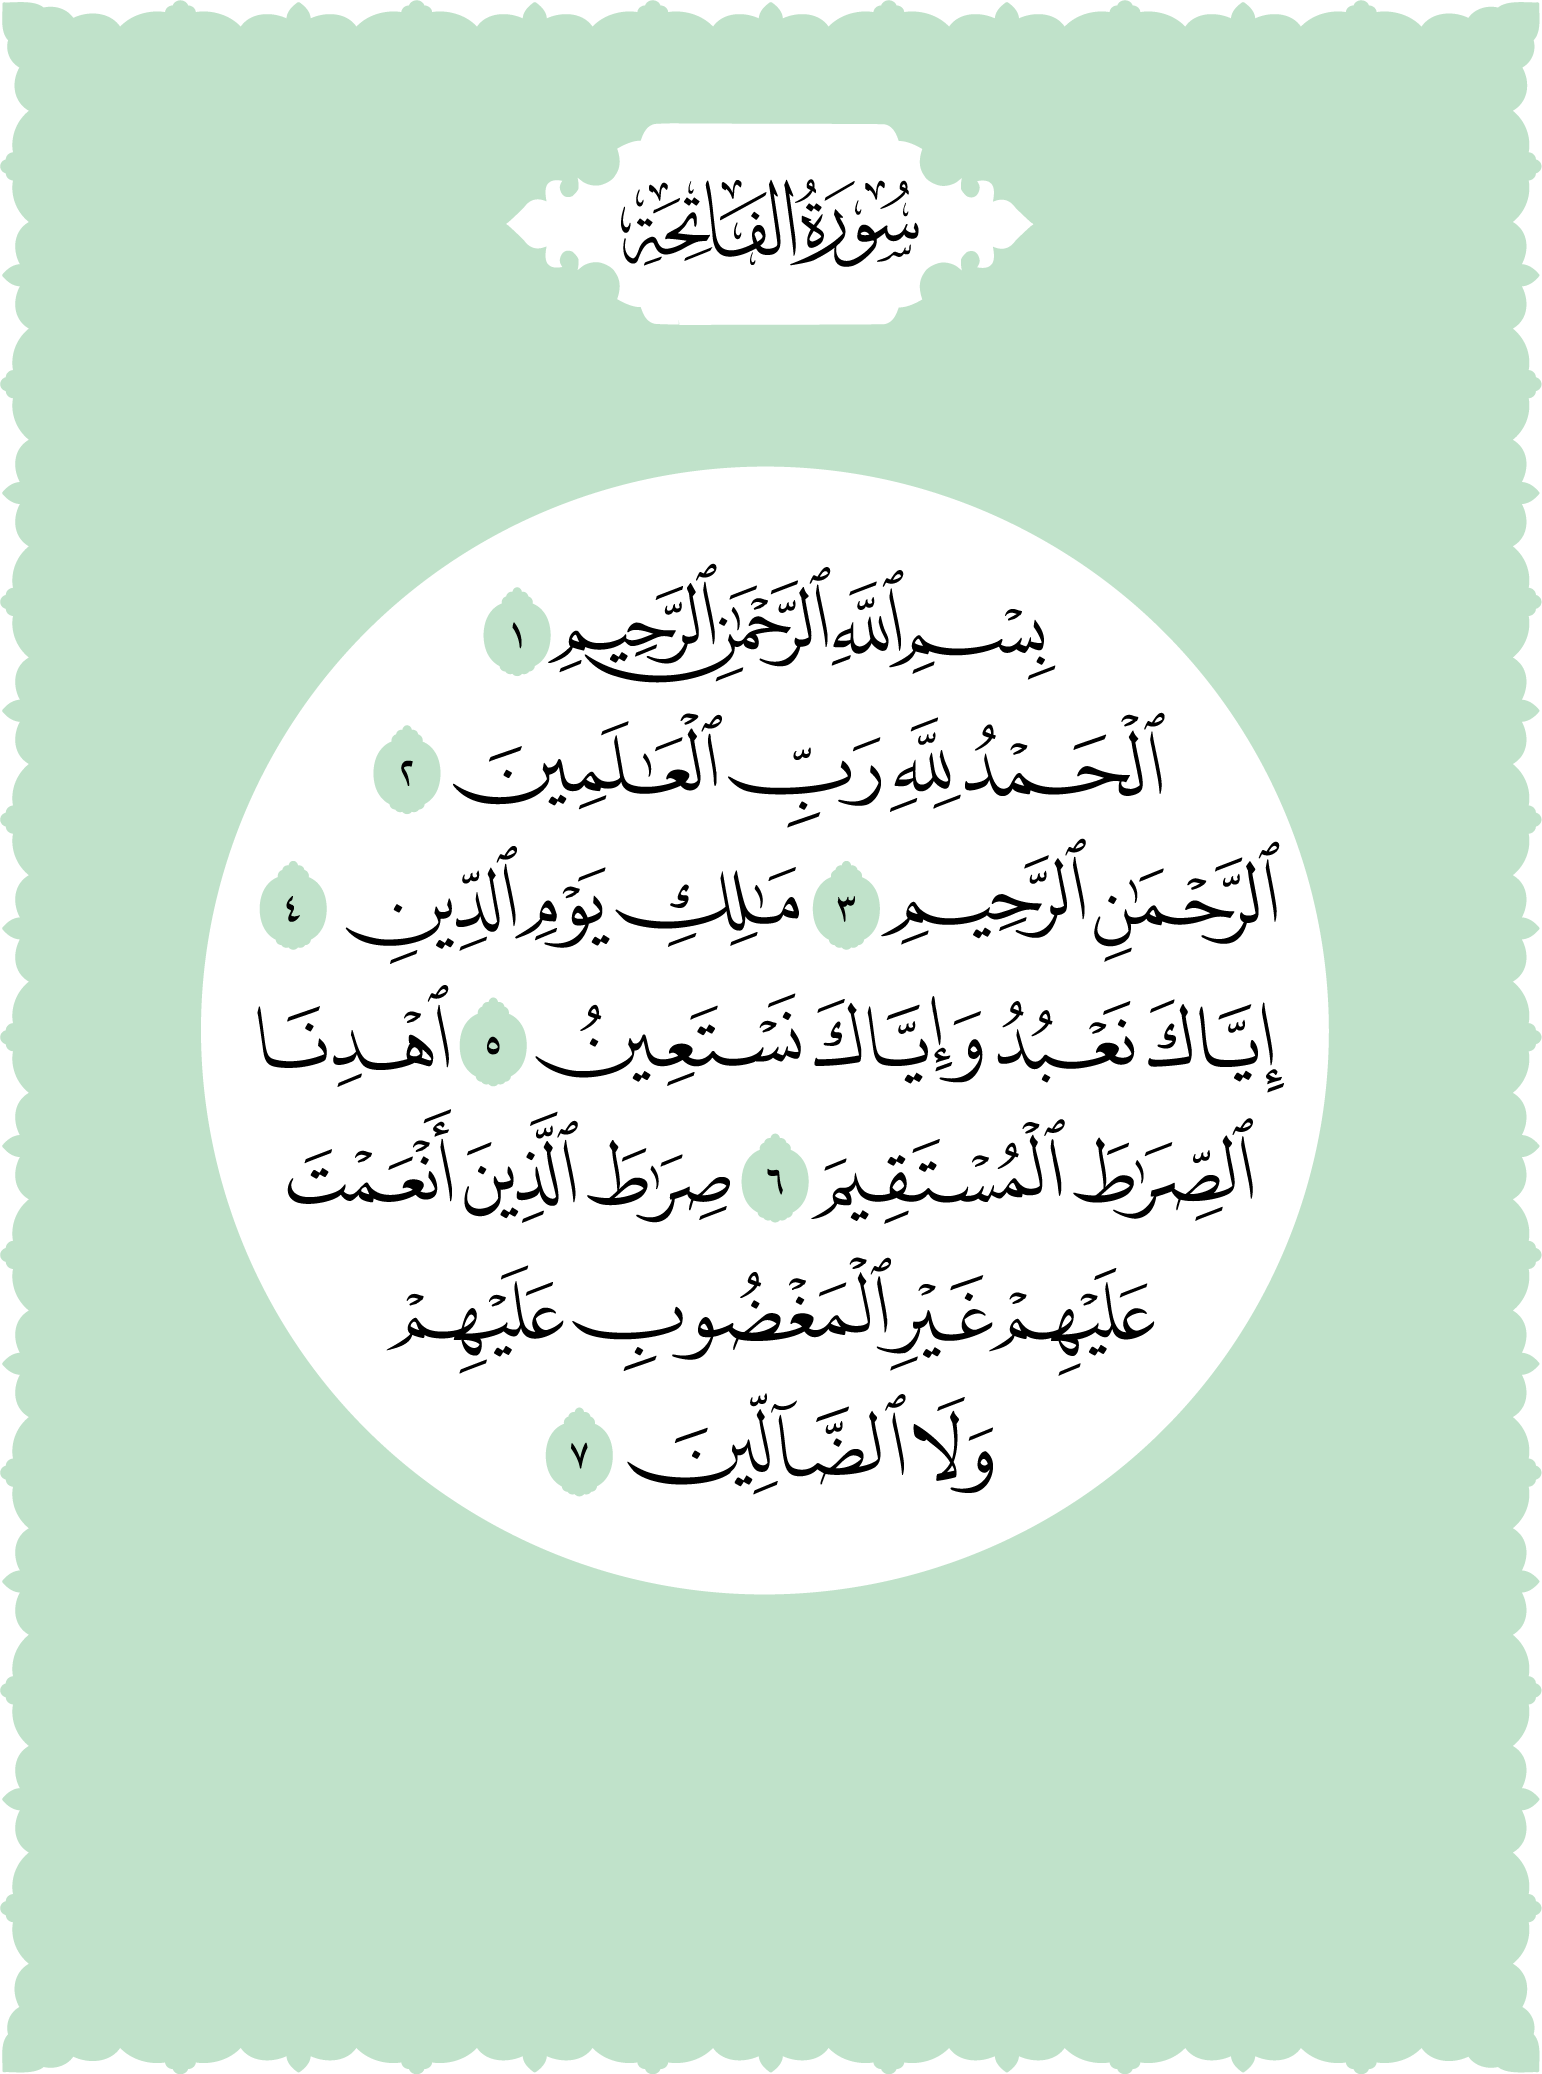 سُورَةُ الفَاتِحَةِ
بِسْمِ ٱللَّهِ ٱلرَّحْمَٰنِ ٱلرَّحِيمِ ١
ٱلْحَمْدُ لِلَّهِ رَبِّ ٱلْعَٰلَمِينَ ٢
ٱلرَّحْمَٰنِ ٱلرَّحِيمِ ٣ مَٰلِكِ يَوْمِ ٱلدِّينِ ٤
إِيَّاكَ نَعْبُدُ وَإِيَّاكَ نَسْتَعِينُ ٥ ٱهْدِنَا
ٱلصِّرَٰطَ ٱلْمُسْتَقِيمَ ٦ صِرَٰطَ ٱلَّذِينَ أَنْعَمْتَ
عَلَيْهِمْ غَيْرِ ٱلْمَغْضُوبِ عَلَيْهِمْ
وَلَا ٱلضَّآلِّينَ ٧